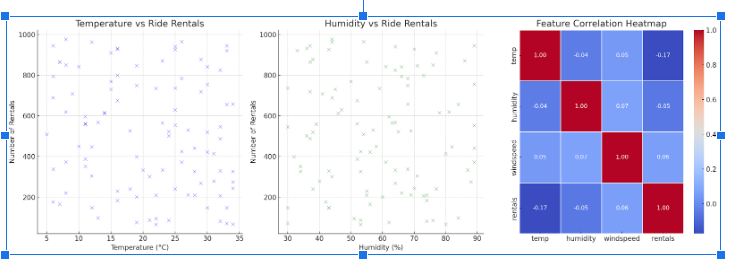 Temperature vs Ride Rentals
Number of Rentals
1000
800
600
400
200
5 10 15 20 25 30 35
Temperature (°C)
Humidity vs Ride Rentals
Number of Rentals
1000
800
600
400
200
30 40 50 60 70 80 90
Humidity (%)
Feature Correlation Heatmap
temp 1.00 -0.04 0.05 -0.17
humidity -0.04 1.00 0.07 -0.05
windspeed 0.05 0.07 1.00 0.06
rentals -0.17 -0.05 0.06 1.00
temp humidity windspeed rentals
1.0
0.8
0.6
0.4
0.2
0.0